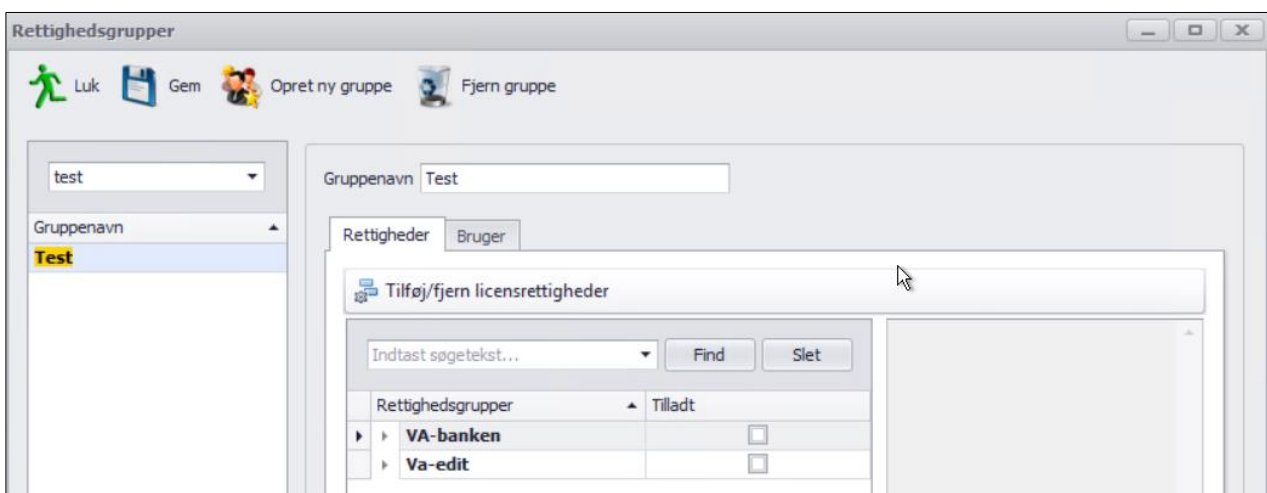 Rettighedsgrupper
Luk Gem Opret ny gruppe Fjern gruppe
test
Gruppenavn
Test
Gruppenavn Test
Rettigheder Bruger
Tilføj/fjern licensrettigheder
Indtast søgetekst... Find Slet
Rettighedsgrupper Tilladt
VA-banken
Va-edit